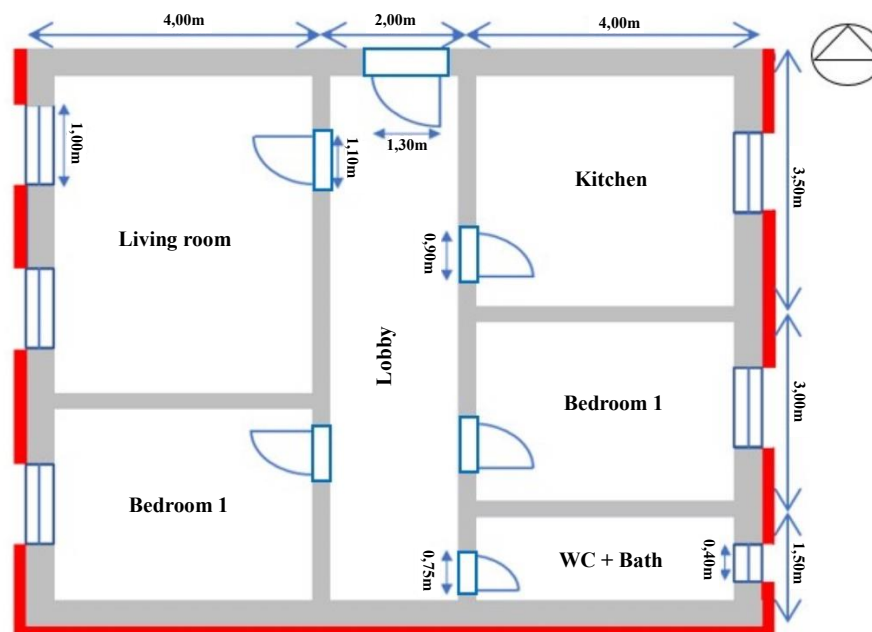 4,00m
2,00m
4,00m
1,00m
1,10m
1,30m
Kitchen
3,50m
Living room
0,90m
Lobby
Bedroom 1
3,00m
Bedroom 1
0,75m
WC + Bath
0,40m
1,50m